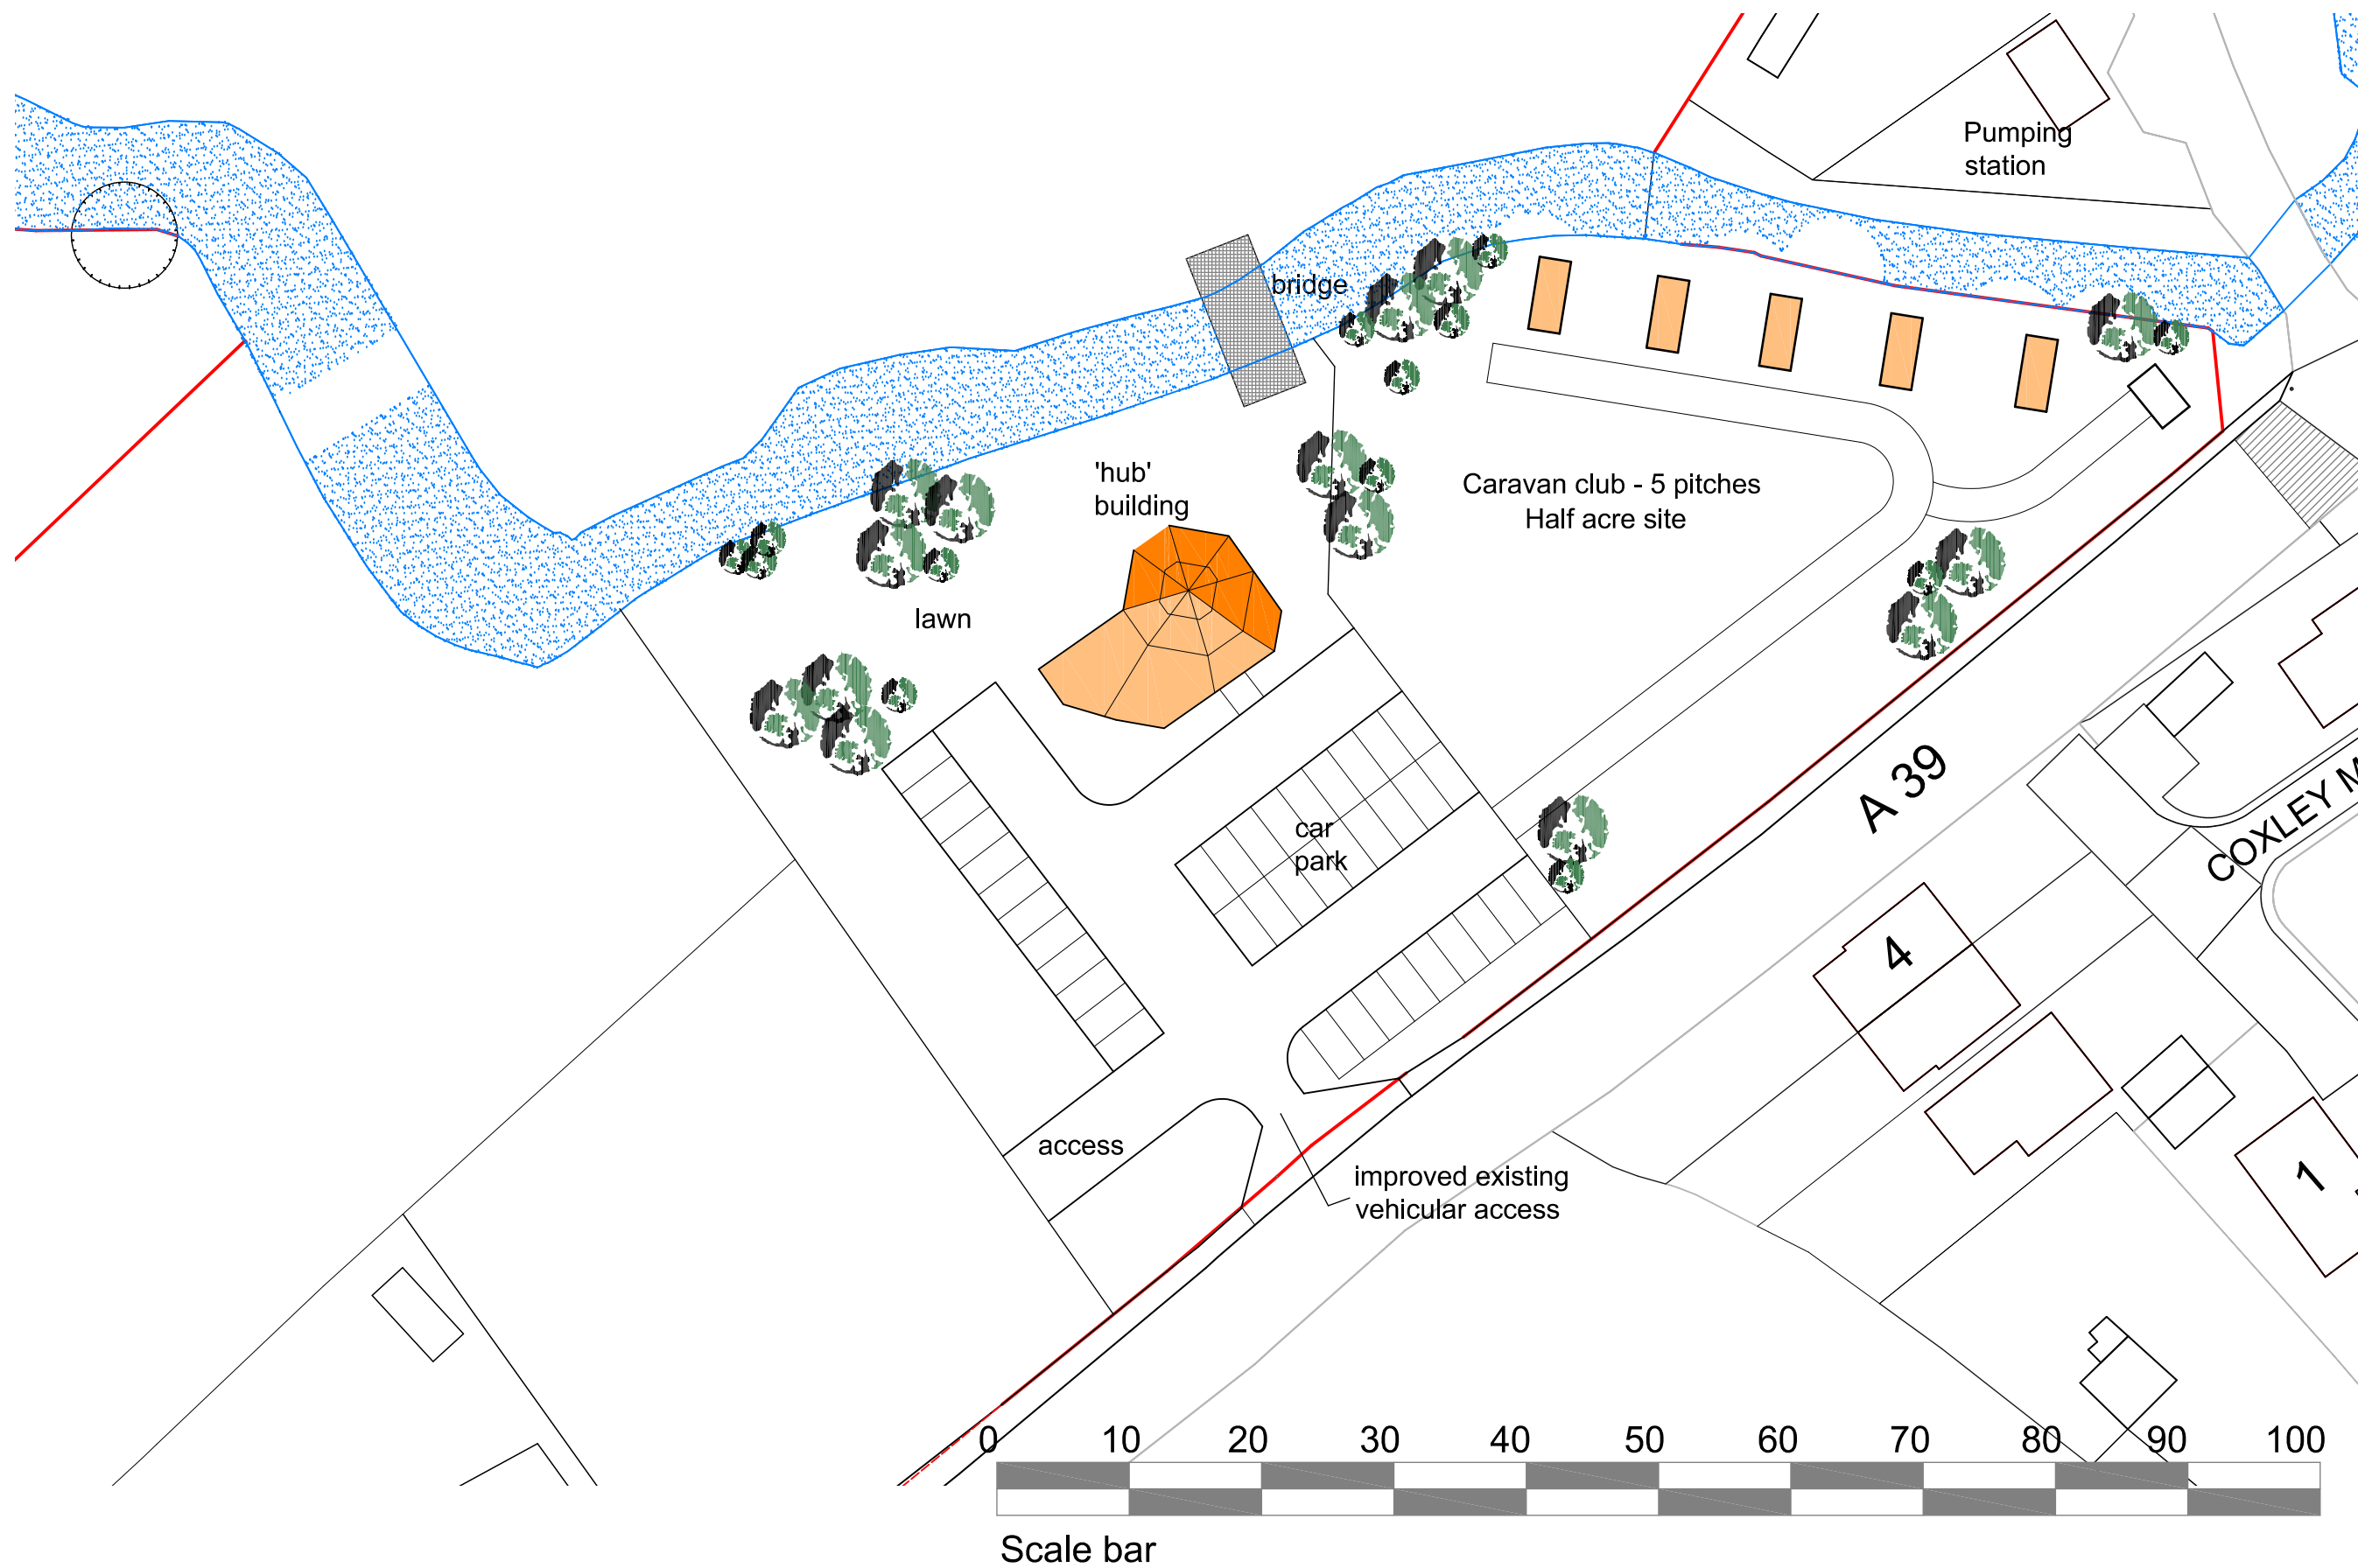 Pumping
station
bridge
'hub'
building
Caravan club - 5 pitches
Half acre site
lawn
A 39
car
park
COXLEY
4
access
improved existing
vehicular access
1
0 10 20 30 40 50 60 70 80 90 100
Scale bar